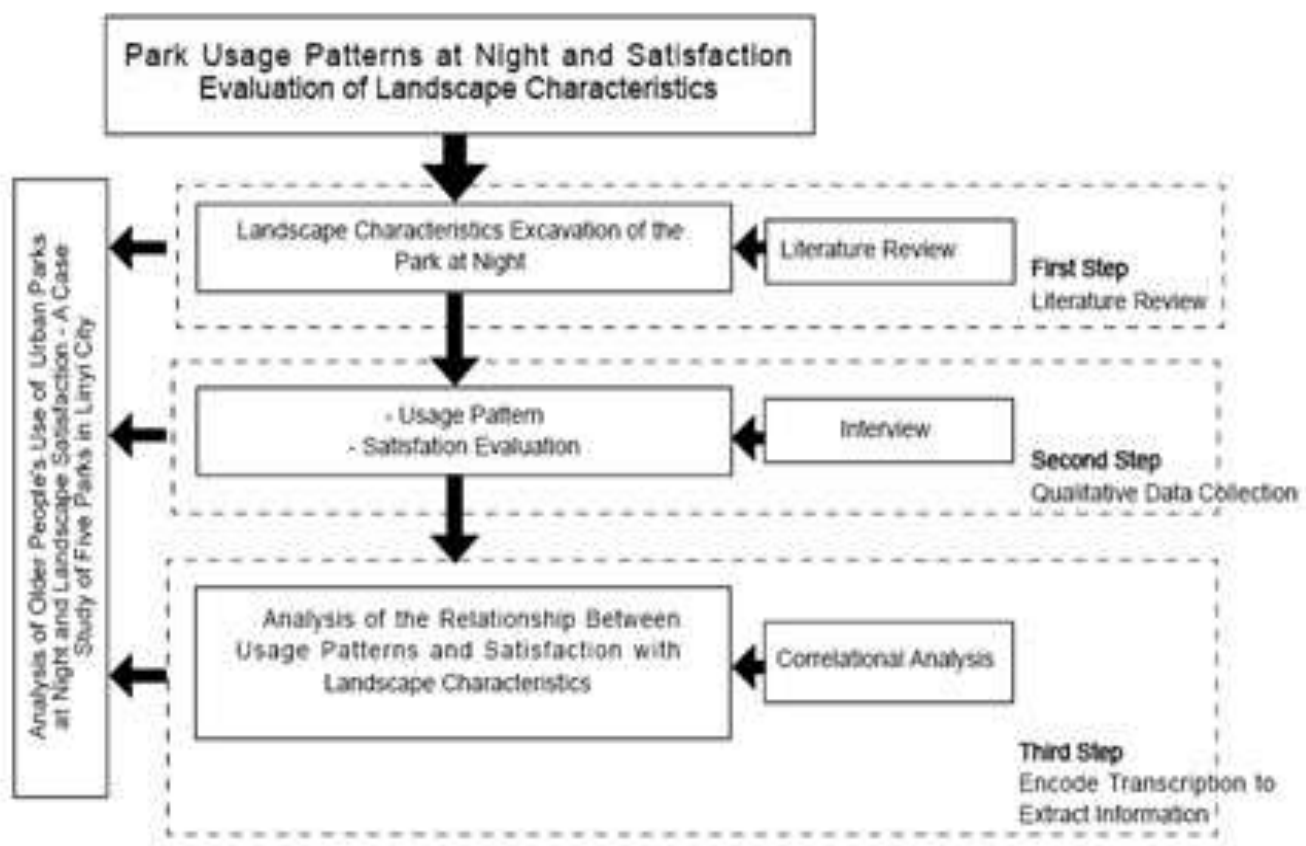 Park Usage Patterns at Night and Satisfaction
Evaluation of Landscape Characteristics
Analysis of Older People's Use of Urban Parks
at Night and Landscape Satisfaction - A Case
Study of Five Parks in Linyi City
Landscape Characteristics Excavation of the
Park at Night
Literature Review
First Step
Literature Review
- Usage Pattern
- Satisfation Evaluation
Interview
Second Step
Qualitative Data Collection
Analysis of the Relationship Between
Usage Patterns and Satisfaction with
Landscape Characteristics
Correlational Analysis
Third Step
Encode Transcription to
Extract Information